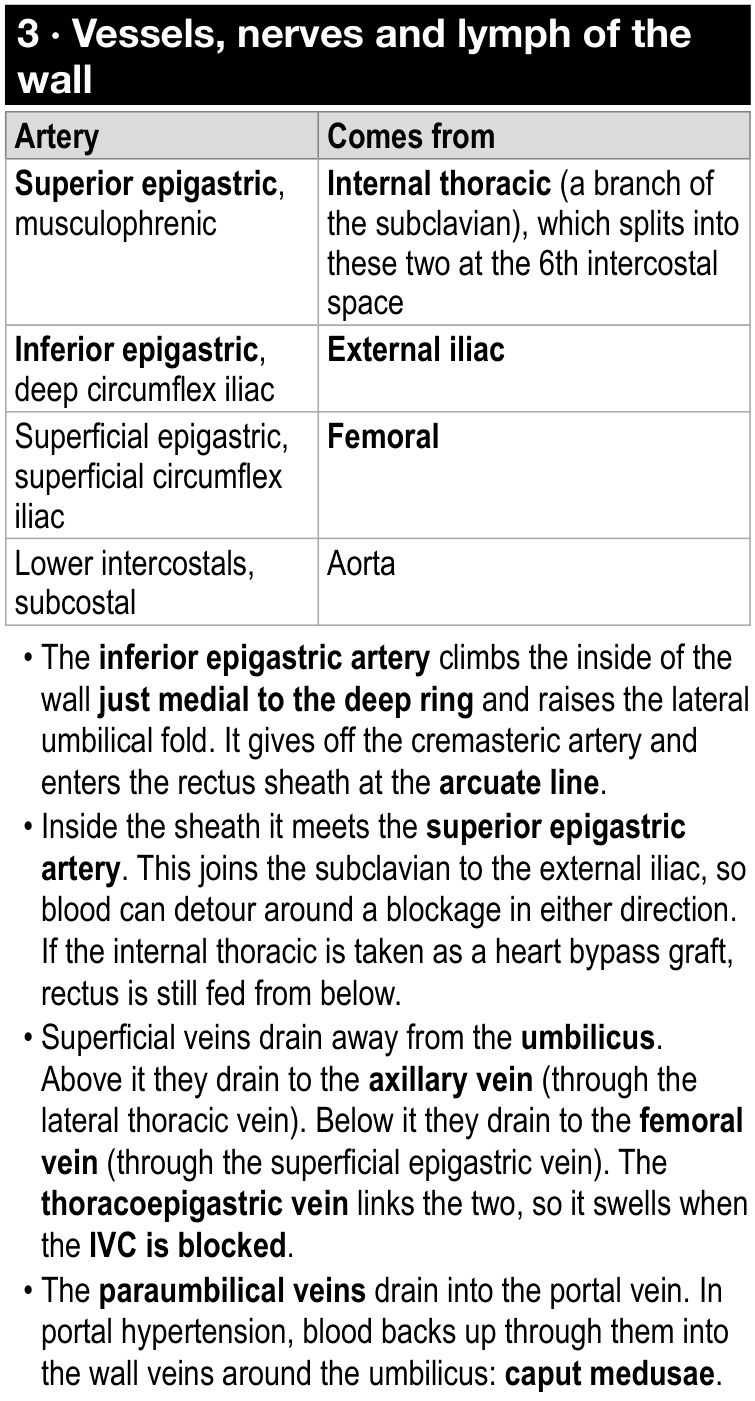 3 · Vessels, nerves and lymph of the
wall
Artery
Comes from
Superior epigastric,
musculophrenic
Internal thoracic (a branch of
the subclavian), which splits into
these two at the 6th intercostal
space
Inferior epigastric,
deep circumflex iliac
External iliac
Superficial epigastric,
superficial circumflex
iliac
Femoral
Lower intercostals,
subcostal
Aorta
• The inferior epigastric artery climbs the inside of the
wall just medial to the deep ring and raises the lateral
umbilical fold. It gives off the cremasteric artery and
enters the rectus sheath at the arcuate line.
• Inside the sheath it meets the superior epigastric
artery. This joins the subclavian to the external iliac, so
blood can detour around a blockage in either direction.
If the internal thoracic is taken as a heart bypass graft,
rectus is still fed from below.
• Superficial veins drain away from the umbilicus.
Above it they drain to the axillary vein (through the
lateral thoracic vein). Below it they drain to the femoral
vein (through the superficial epigastric vein). The
thoracoepigastric vein links the two, so it swells when
the IVC is blocked.
• The paraumbilical veins drain into the portal vein. In
portal hypertension, blood backs up through them into
the wall veins around the umbilicus: caput medusae.